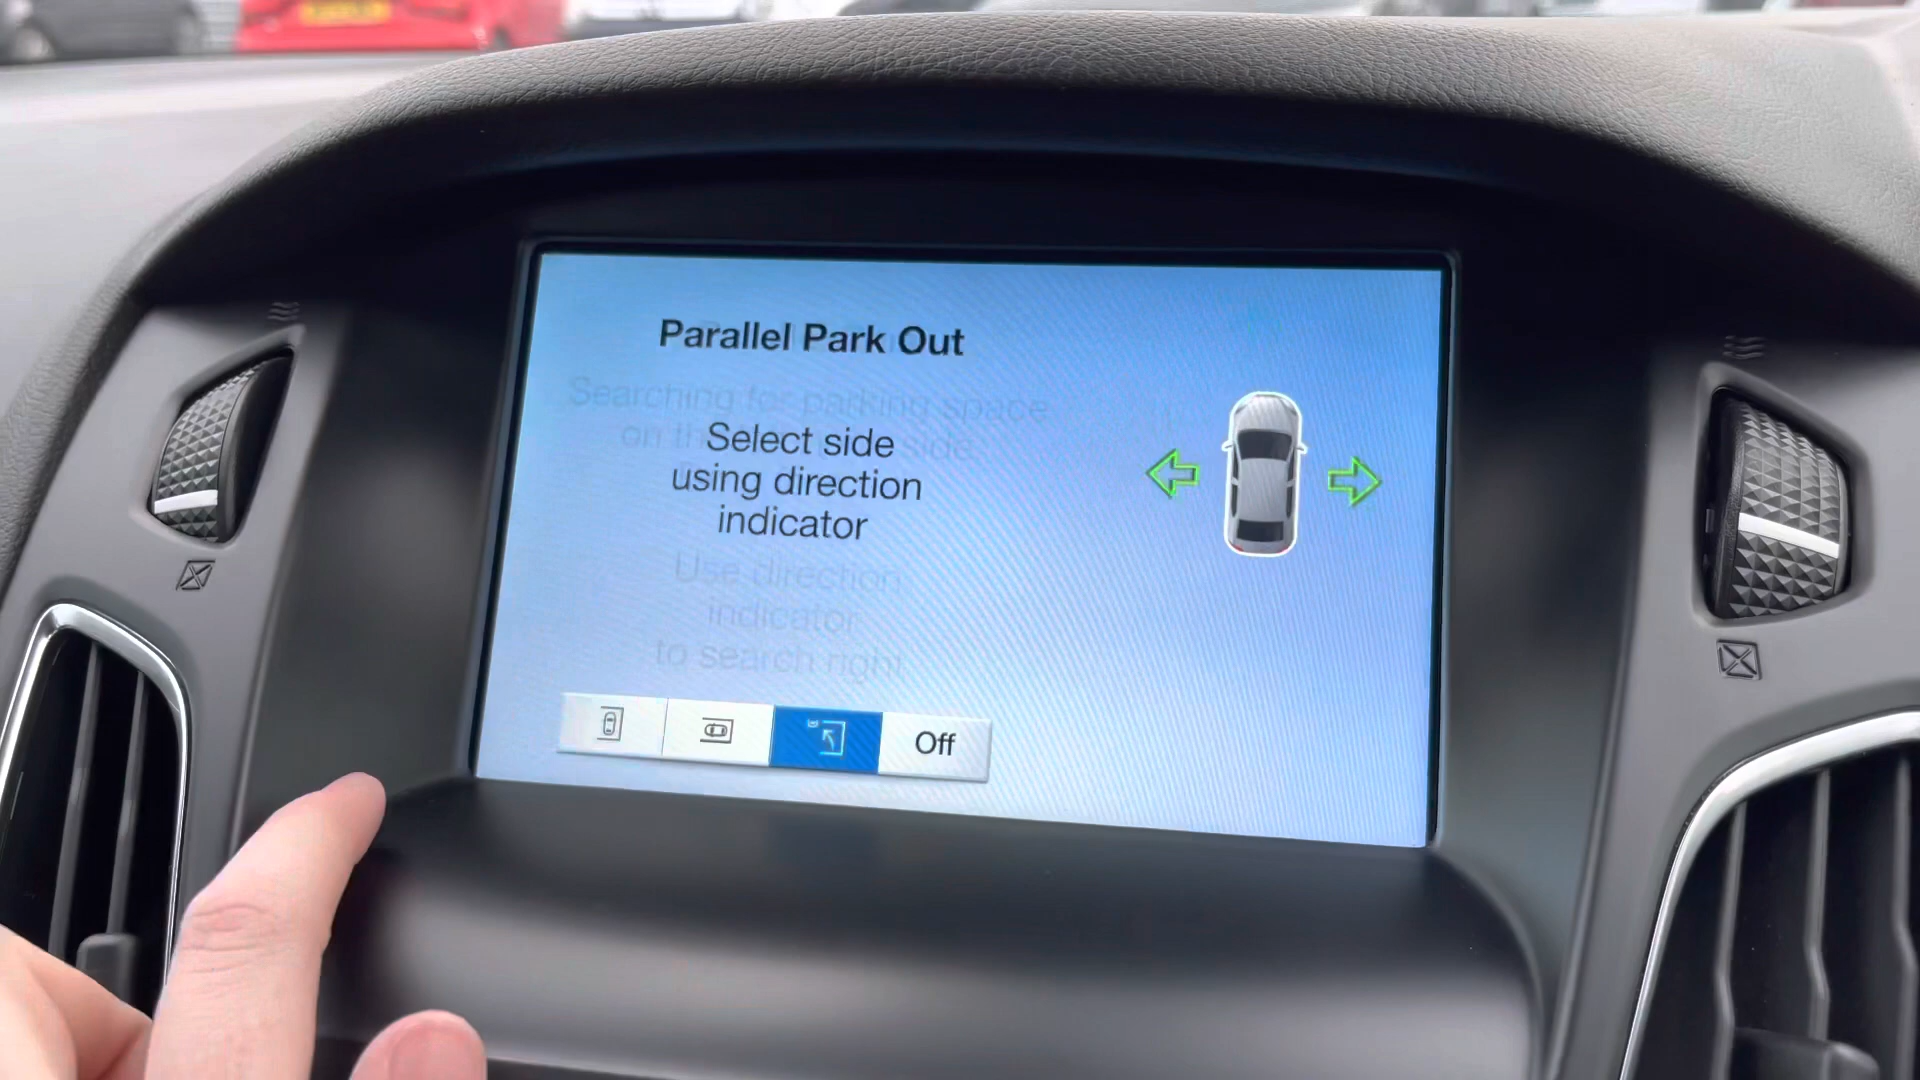 Parallel Park Out
Searching for parking space
on the side
Select side
using direction
indicator
Use direction
indicator
to search right
Off